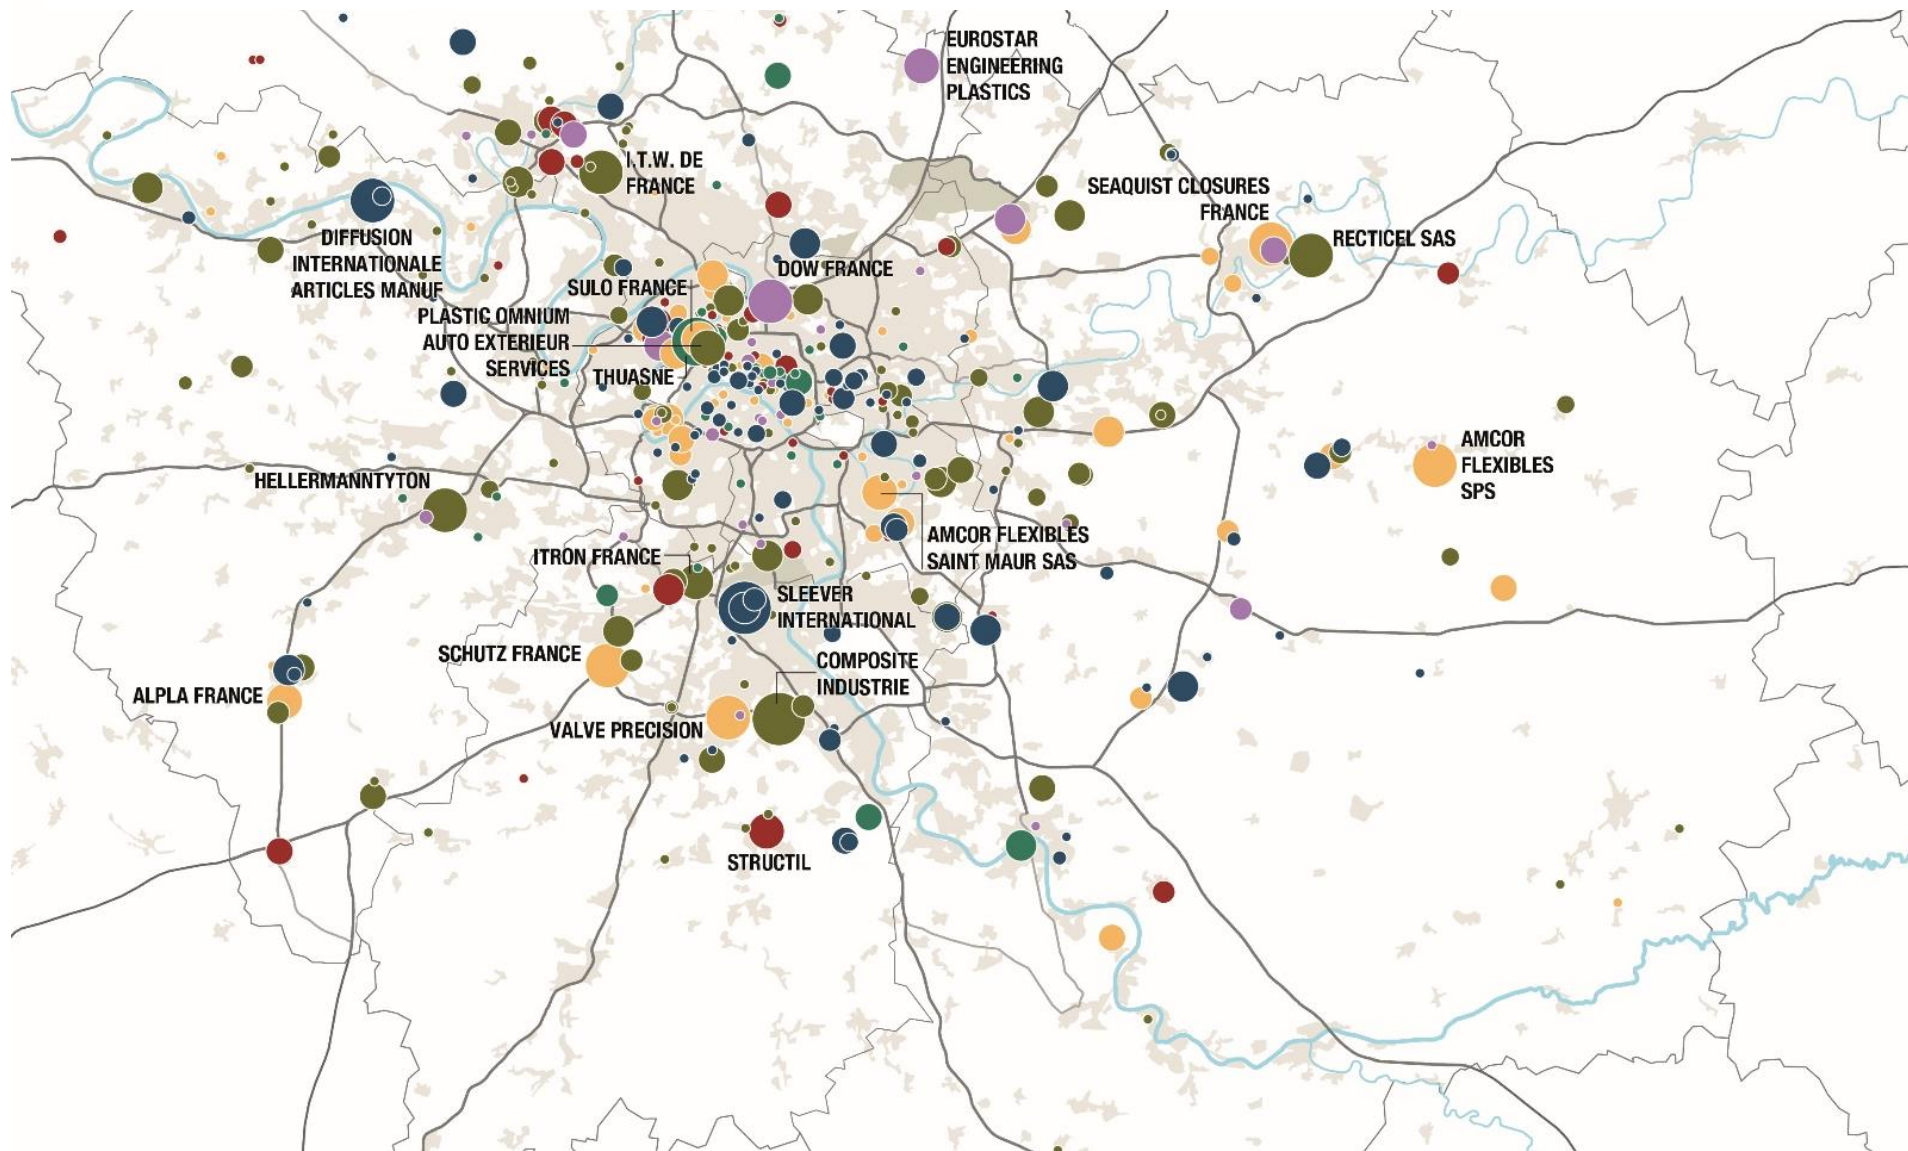 EUROSTAR
ENGINEERING
PLASTICS
I.T.W. DE
FRANCE
SEAQUIST CLOSURES
FRANCE
RECTICEL SAS
DIFFUSION
INTERNATIONALE
ARTICLES MANUF
DOW FRANCE
SULO FRANCE
PLASTIC OMNIUM
AUTO EXTERIEUR
SERVICES
THUASNE
AMCOR
FLEXIBLES
SPS
HELLERMANNTYTON
AMCOR FLEXIBLES
SAINT MAUR SAS
ITRON FRANCE
SLEEVER
INTERNATIONAL
SCHUTZ FRANCE
COMPOSITE
INDUSTRIE
ALPLA FRANCE
VALVE PRECISION
STRUCTIL